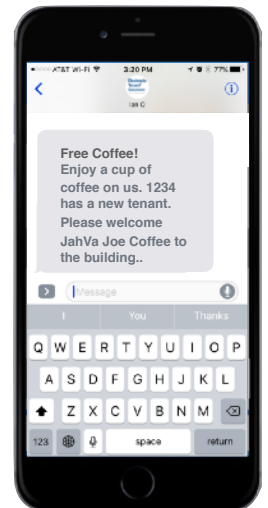 AT&T Wi-Fi 3:20 PM 77%
Ian C
Free Coffee!
Enjoy a cup of
coffee on us. 1234
has a new tenant.
Please welcome
JahVa Joe Coffee to
the building..
iMessage
I You Thanks
Q W E R T Y U I O P
A S D F G H J K L
Z X C V B N M
123 space return